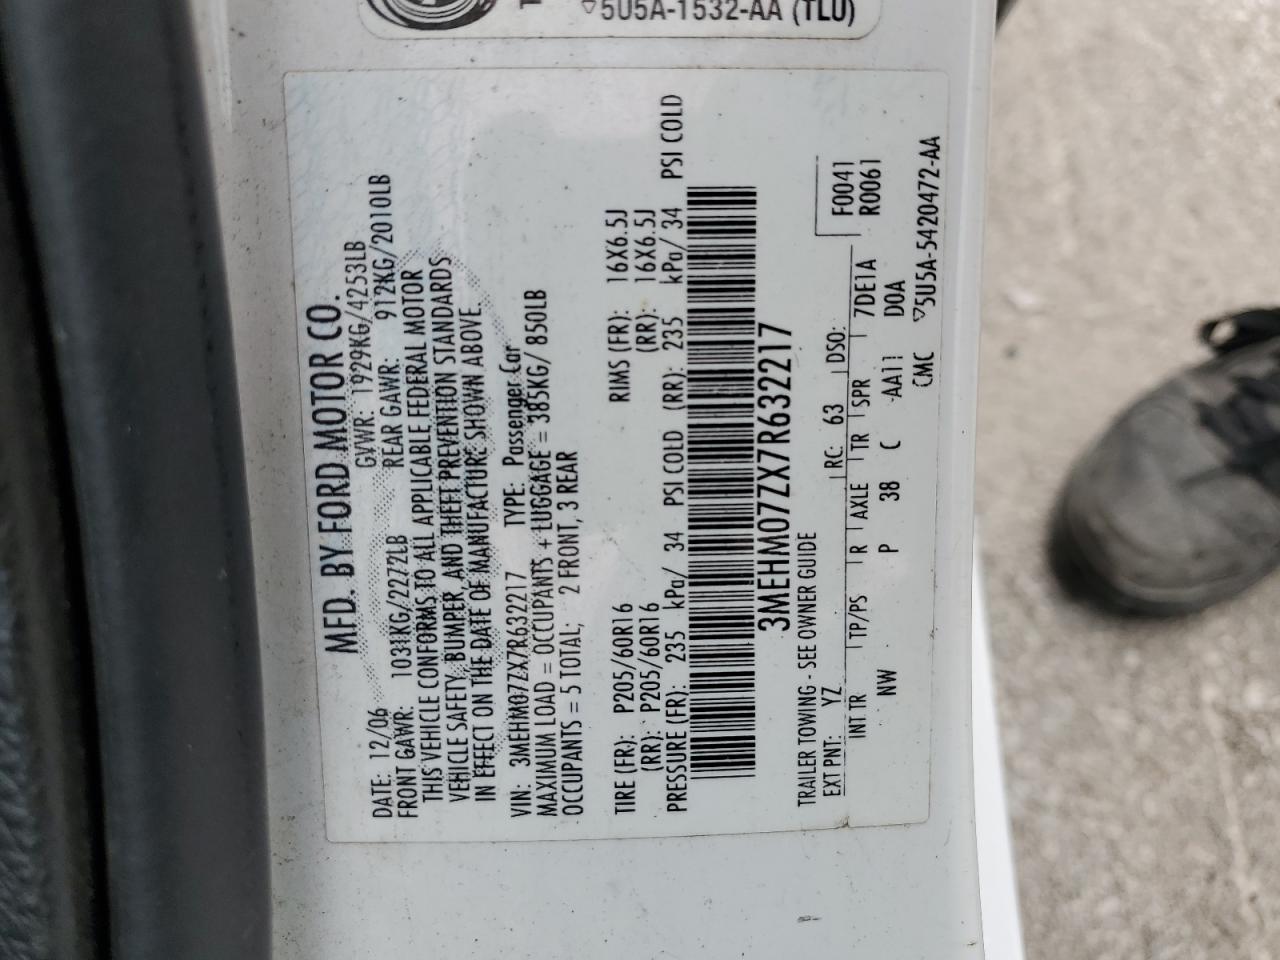 5U5A-1532-AA (TLU)
MFD. BY FORD MOTOR CO.
DATE: 12/06 GVWR: 1929KG/4253LB
FRONT GAWR: 1031KG/2272LB REAR GAWR: 912KG/2010LB
THIS VEHICLE CONFORMS TO ALL APPLICABLE FEDERAL MOTOR
VEHICLE SAFETY, BUMPER, AND THEFT PREVENTION STANDARDS
IN EFFECT ON THE DATE OF MANUFACTURE SHOWN ABOVE.
VIN: 3MEHM07ZX7R632217 TYPE: Passenger Car
MAXIMUM LOAD = OCCUPANTS + LUGGAGE = 385KG/ 850LB
OCCUPANTS = 5 TOTAL; 2 FRONT, 3 REAR
TIRE (FR): P205/60R16 RIMS (FR): 16X6.5J
(RR): P205/60R16 (RR): 16X6.5J
PRESSURE (FR): 235 kPa/ 34 PSI COLD (RR): 235 kPa/ 34 PSI COLD
3MEHM07ZX7R632217
TRAILER TOWING - SEE OWNER GUIDE
F0041
EXT PNT: YZ RC: 63 DSO: R0061
INT TR TP/PS R AXLE TR SPR 7DE1A
NW P 38 C -AA11 D0A
CMC ▽5U5A-5420472-AA